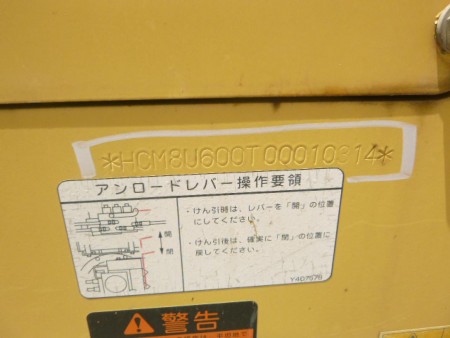 *HCM8U600T00010314*
アンロードレバー操作要領
開
閉
・けん引時は、レバーを「開」の位置
にしてください。
・けん引後は、確実に「閉」の位置に
戻してください。
Y407575
警告